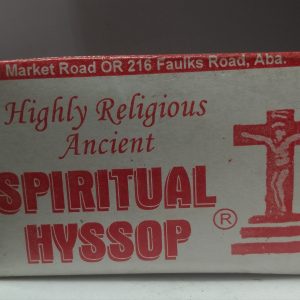 Market Road OR 216 Faulks Road, Aba.
Highly Religious
Ancient
SPIRITUAL
HYSSOP ®